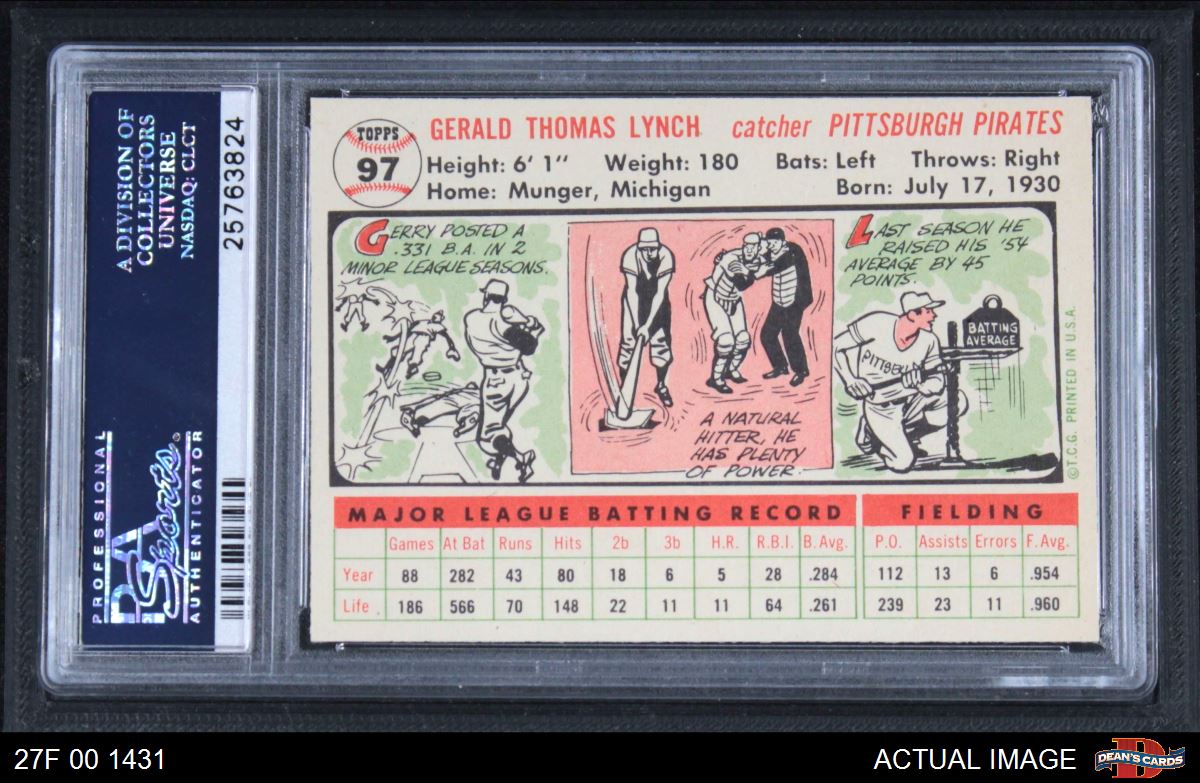 A DIVISION OF
COLLECTORS
UNIVERSE
NASDAQ: CLCT
25763824
PROFESSIONAL
PSA
Sports
AUTHENTICATOR
TOPPS
97
GERALD THOMAS LYNCH catcher PITTSBURGH PIRATES
Height: 6' 1" Weight: 180 Bats: Left Throws: Right
Home: Munger, Michigan Born: July 17, 1930
GERRY POSTED A
.331 B.A. IN 2
MINOR LEAGUE SEASONS.
A NATURAL
HITTER, HE
HAS PLENTY
OF POWER.
LAST SEASON HE
RAISED HIS '54
AVERAGE BY 45
POINTS.
BATTING
AVERAGE
©T.C.G. PRINTED IN U.S.A.
MAJOR LEAGUE BATTING RECORD FIELDING
Games At Bat Runs Hits 2b 3b H.R. R.B.I. B. Avg. P.O. Assists Errors F. Avg.
Year 88 282 43 80 18 6 5 28 .284 112 13 6 .954
Life 186 566 70 148 22 11 11 64 .261 239 23 11 .960
27F 00 1431
ACTUAL IMAGE
DEAN'S CARDS